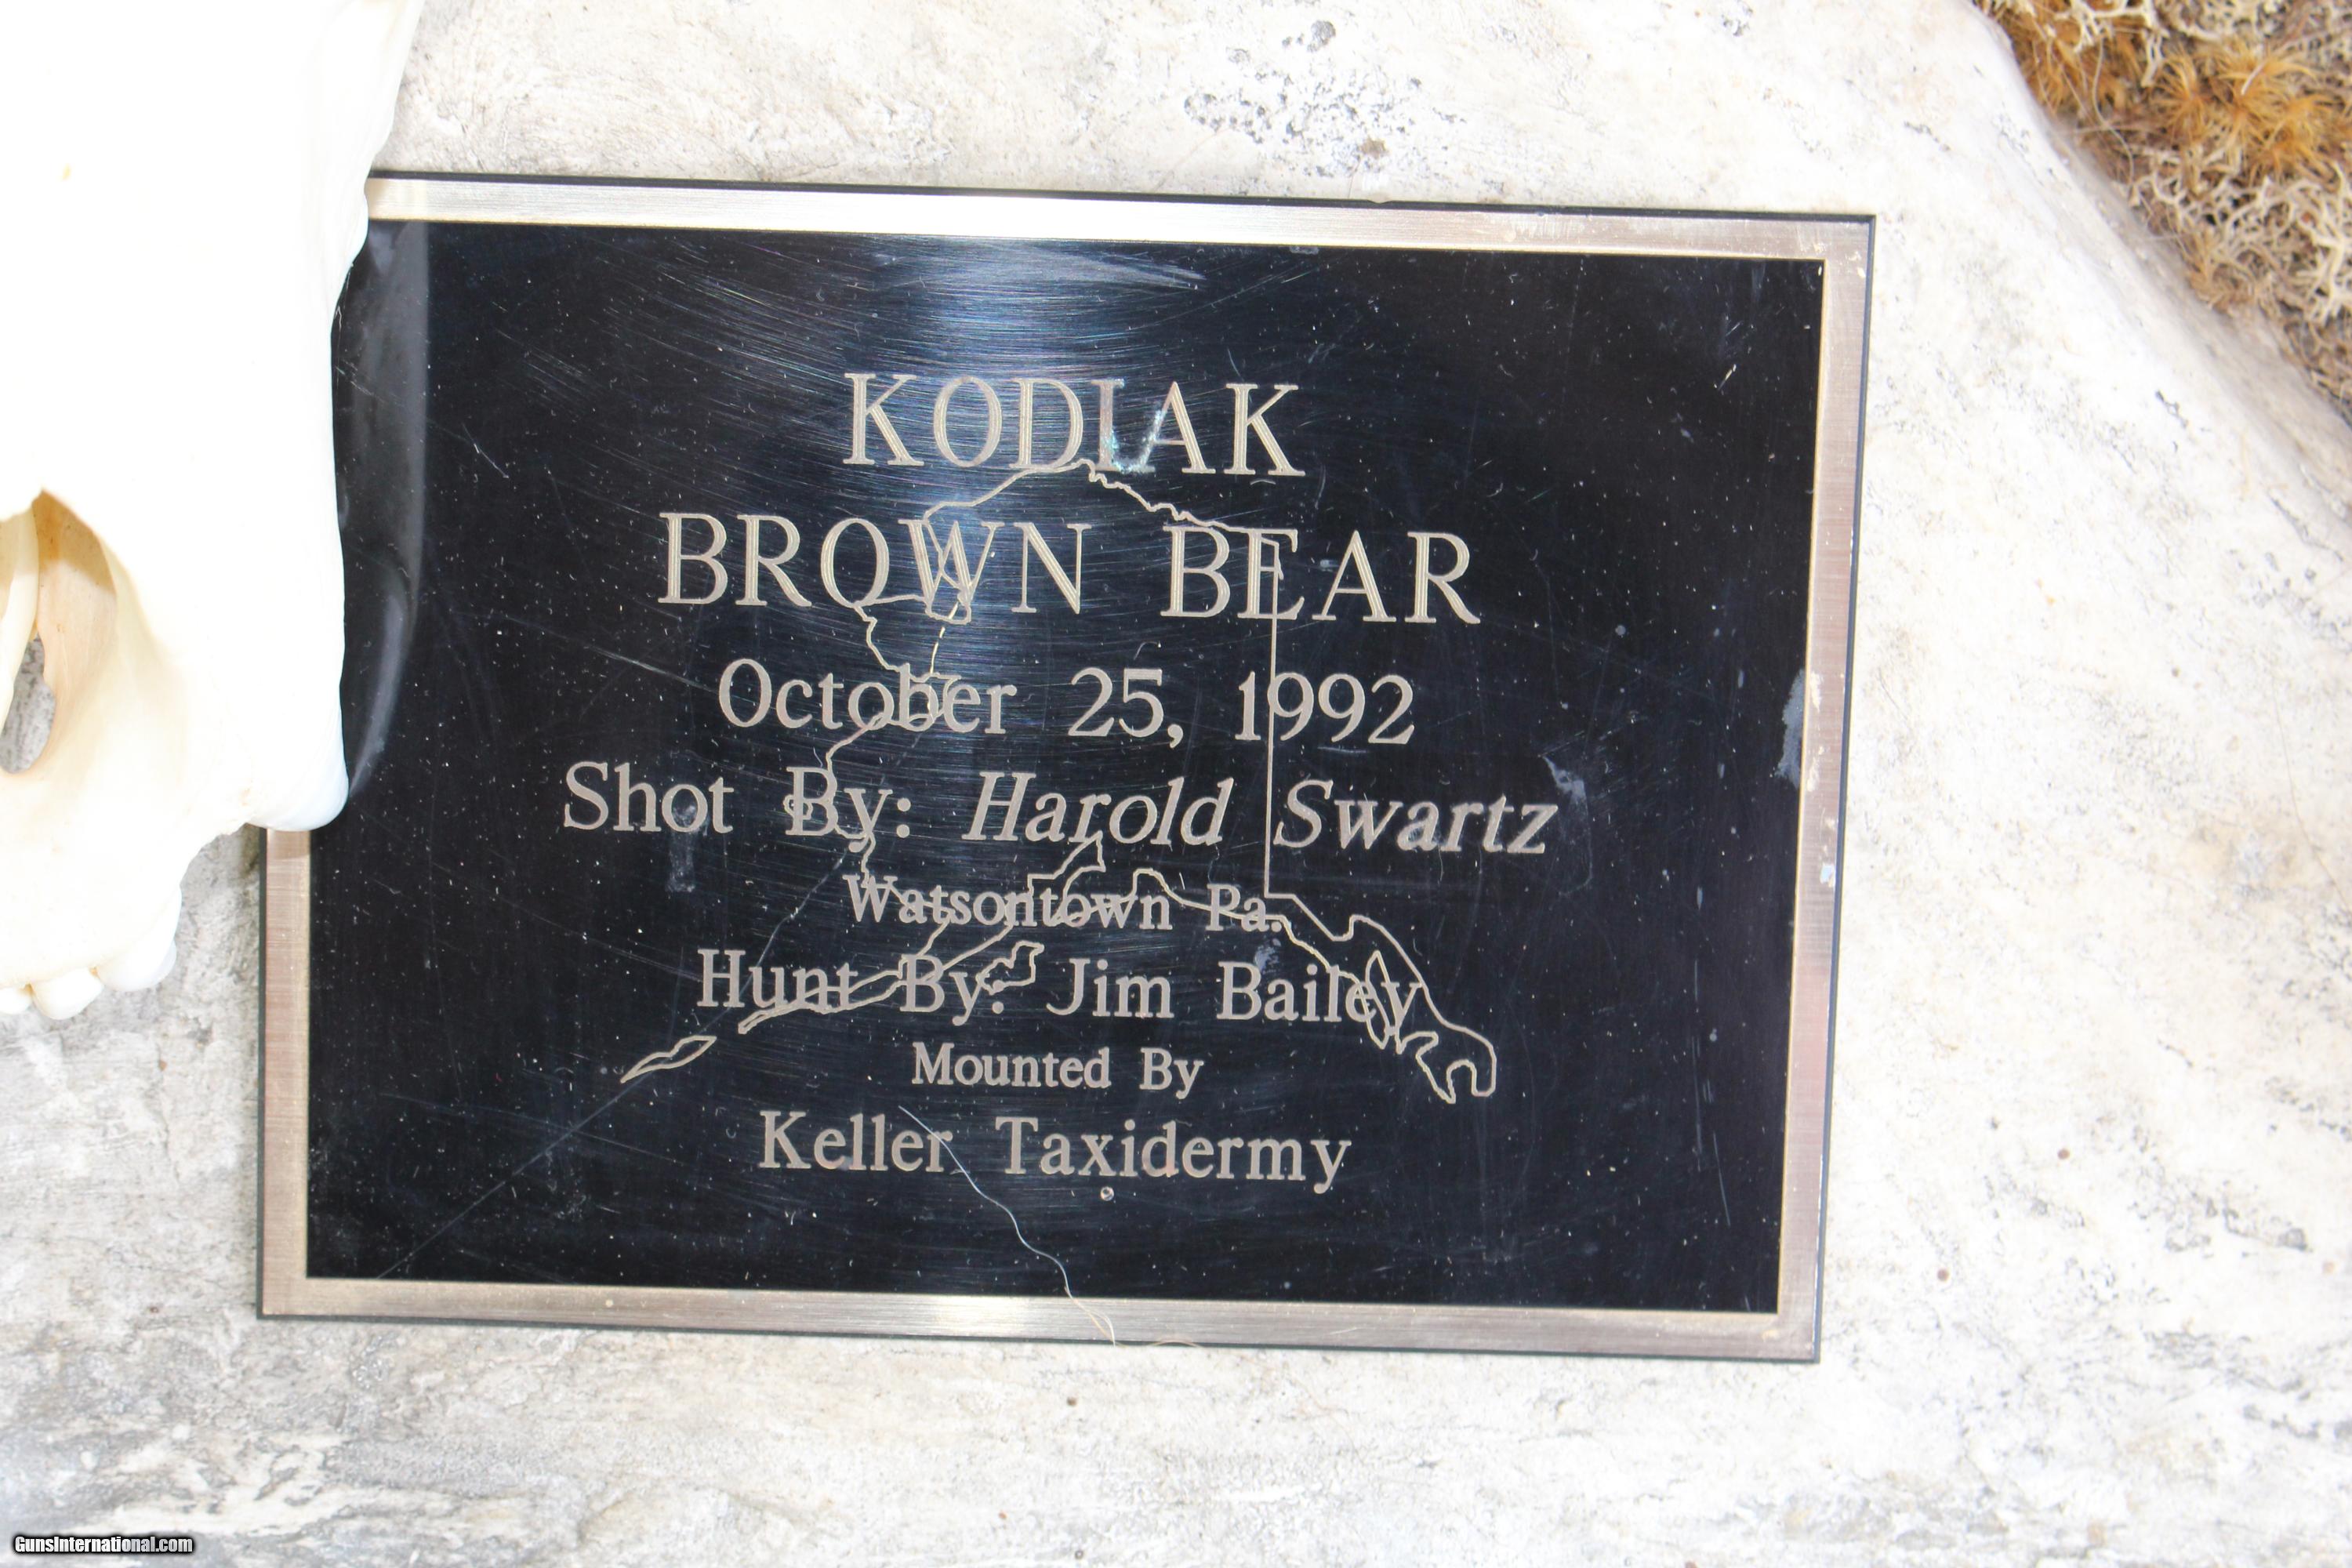 KODIAK
BROWN BEAR
October 25, 1992
Shot By: Harold Swartz
Watsontown Pa.
Hunt By: Jim Bailey
Mounted By
Keller Taxidermy
GunsInternational.com